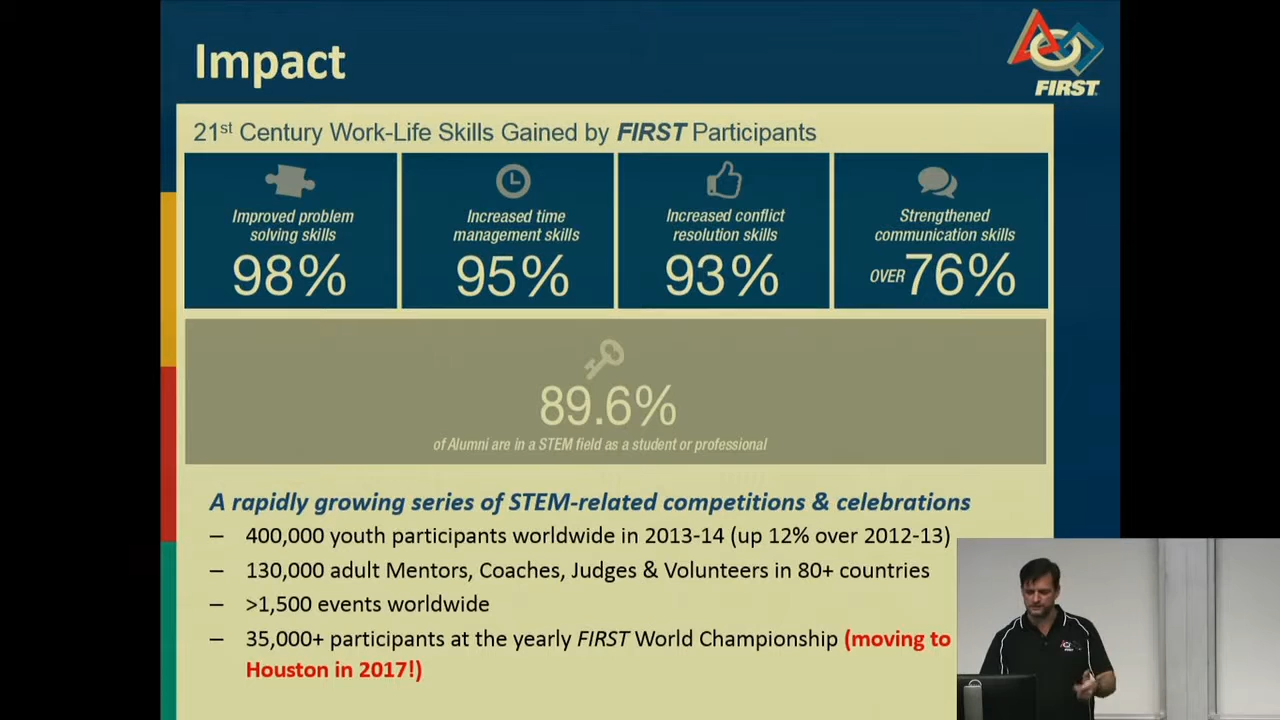 Impact
FIRST
21st Century Work-Life Skills Gained by FIRST Participants
Improved problem
solving skills
98%
Increased time
management skills
95%
Increased conflict
resolution skills
93%
Strengthened
communication skills
OVER 76%
89.6%
of Alumni are in a STEM field as a student or professional
A rapidly growing series of STEM-related competitions & celebrations
– 400,000 youth participants worldwide in 2013-14 (up 12% over 2012-13)
– 130,000 adult Mentors, Coaches, Judges & Volunteers in 80+ countries
– >1,500 events worldwide
– 35,000+ participants at the yearly FIRST World Championship (moving to
Houston in 2017!)